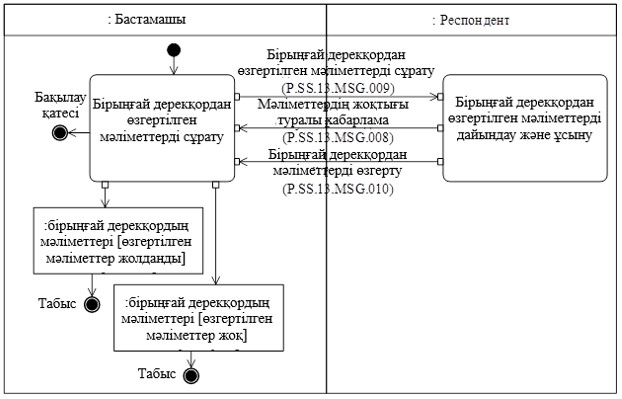 : Бастамашы
: Респондент
Бірыңғай дерекқордан
өзгертілген мәліметтерді сұрату
(P.SS.13.MSG.009)
Бақылау
қатесі
Бірыңғай дерекқордан
өзгертілген
мәліметтерді сұрату
Мәліметтердің жоқтығы
туралы хабарлама
(P.SS.13.MSG.008)
Бірыңғай дерекқордан
мәліметтерді өзгерту
(P.SS.13.MSG.010)
Бірыңғай дерекқордан
өзгертілген мәліметтерді
дайындау және ұсыну
:бірыңғай дерекқордың
мәліметтері [өзгертілген
мәліметтер жолданды]
Табыс
:бірыңғай дерекқордың
мәліметтері [өзгертілген
мәліметтер жоқ]
Табыс